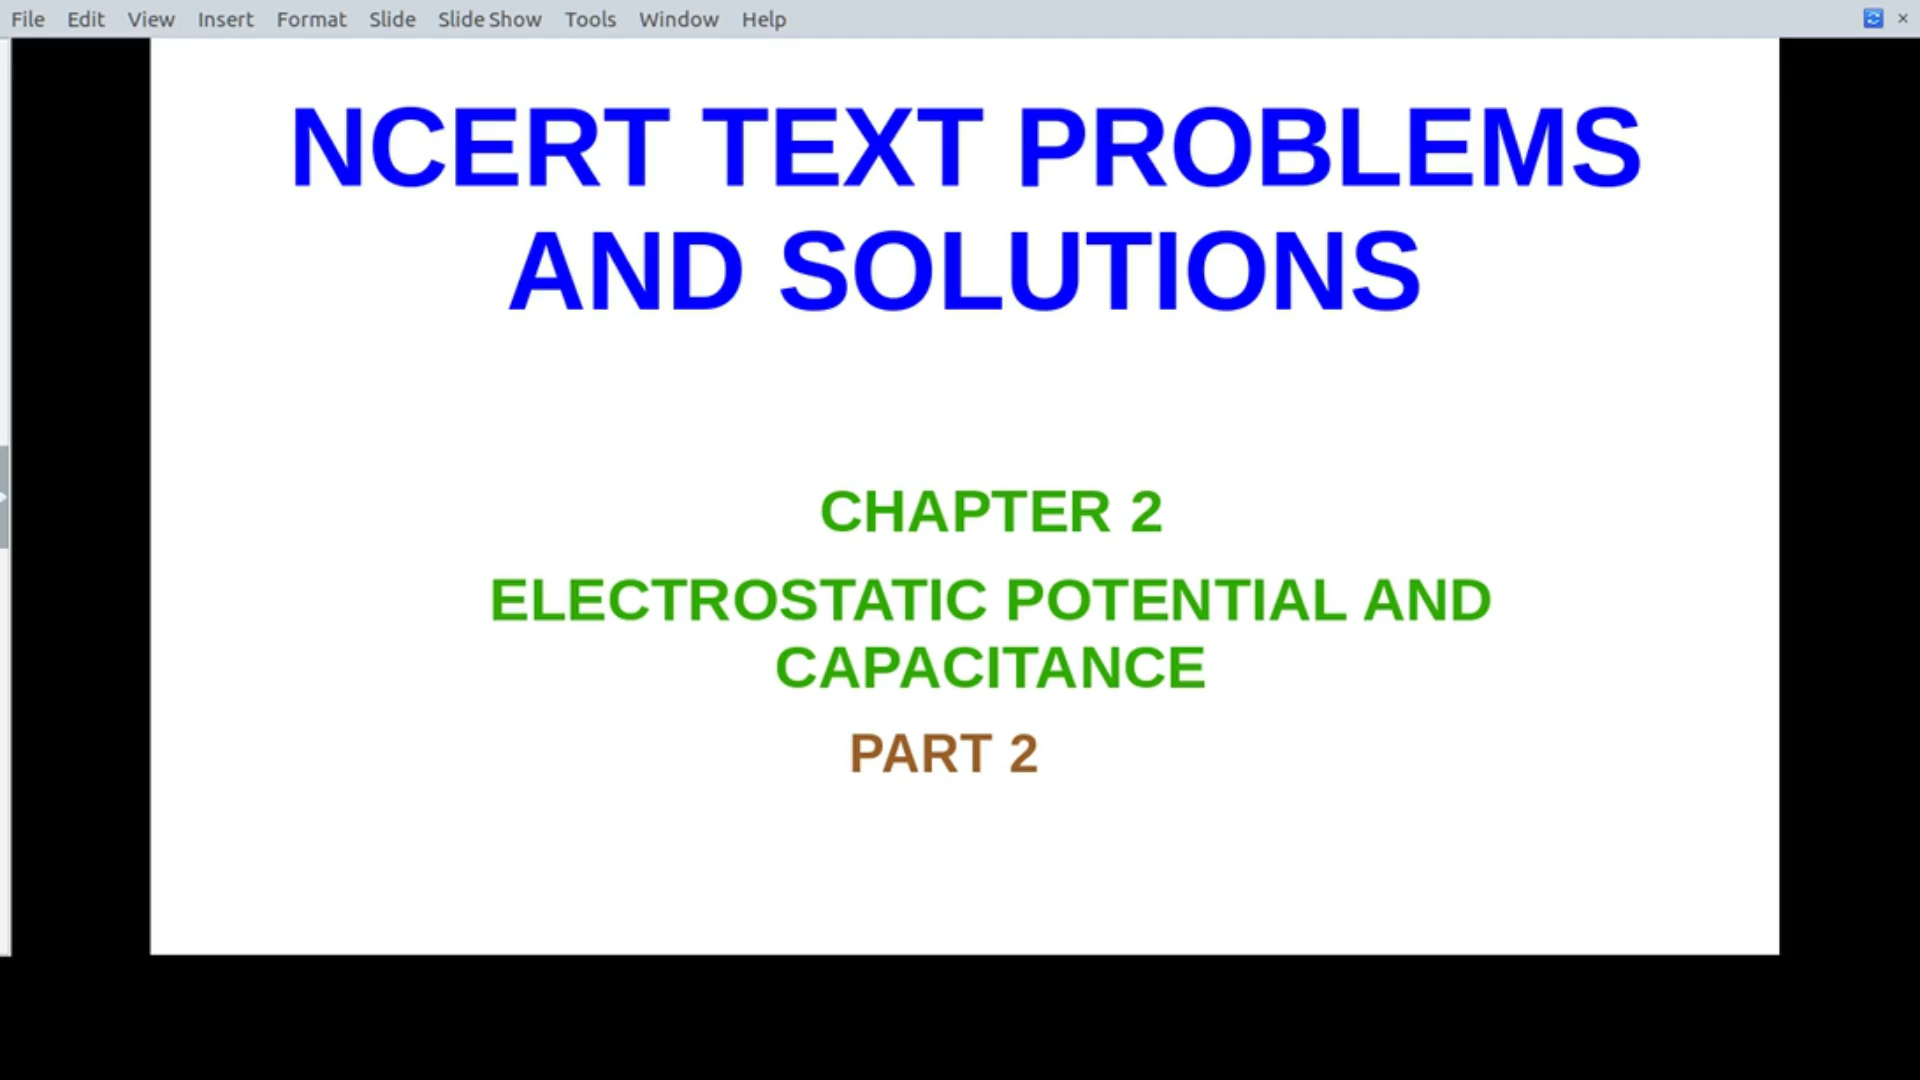 File Edit View Insert Format Slide Slide Show Tools Window Help
NCERT TEXT PROBLEMS
AND SOLUTIONS
CHAPTER 2
ELECTROSTATIC POTENTIAL AND
CAPACITANCE
PART 2